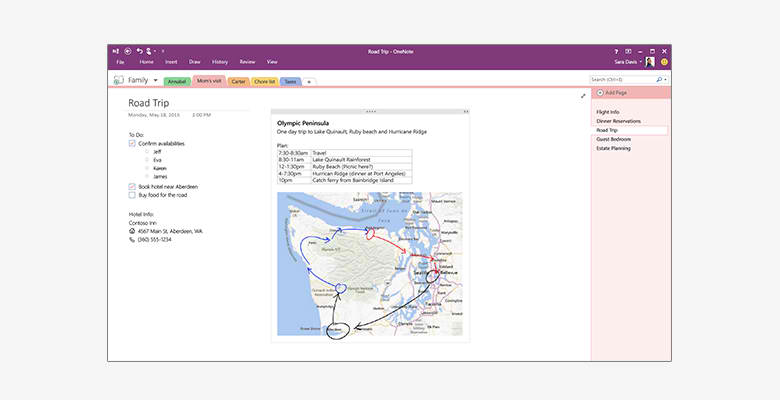 Road Trip - OneNote
File Home Insert Draw History Review View
Sara Davis
Family Annabel Mom's visit Carter Chore list Taxes +
Search (Ctrl+E)
Add Page
Flight Info
Dinner Reservations
Road Trip
Guest Bedroom
Estate Planning
Road Trip
Monday, May 18, 2015 2:00 PM
To Do:
Confirm availabilities
Jeff
Eva
Karen
James
Book hotel near Aberdeen
Buy food for the road
Hotel Info:
Contoso Inn:
4567 Main St, Aberdeen, WA
(360) 555-1234
Olympic Peninsula
One day trip to Lake Quinault, Ruby beach and Hurricane Ridge
Plan:
7:30-8:30am Travel
8:30-11am Lake Quinault Rainforest
12-1:30pm Ruby Beach (Picnic here?)
4-7:30pm Hurrican Ridge (dinner at Port Angeles)
10pm Catch ferry from Bainbridge Island
Seattle
Bellevue
Tacoma
Olympia